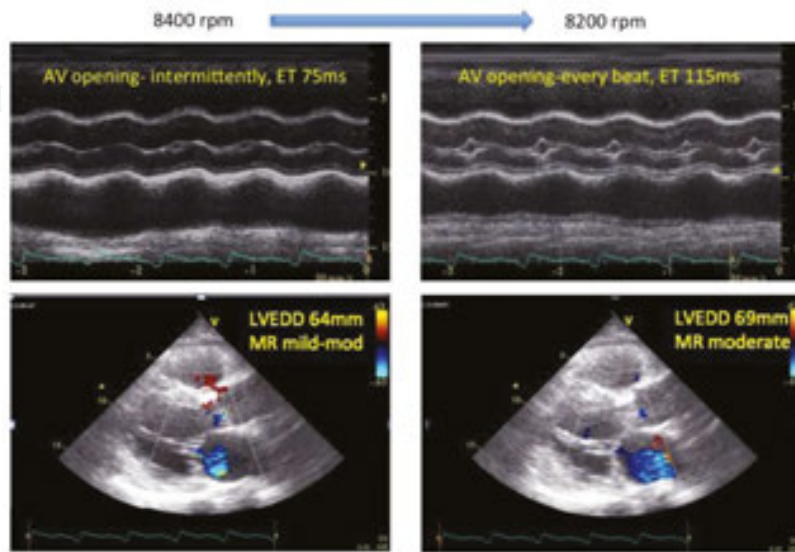 8400 rpm
8200 rpm
AV opening- intermittently, ET 75ms
AV opening-every beat, ET 115ms
LVEDD 64mm
MR mild-mod
LVEDD 69mm
MR moderate
V
V